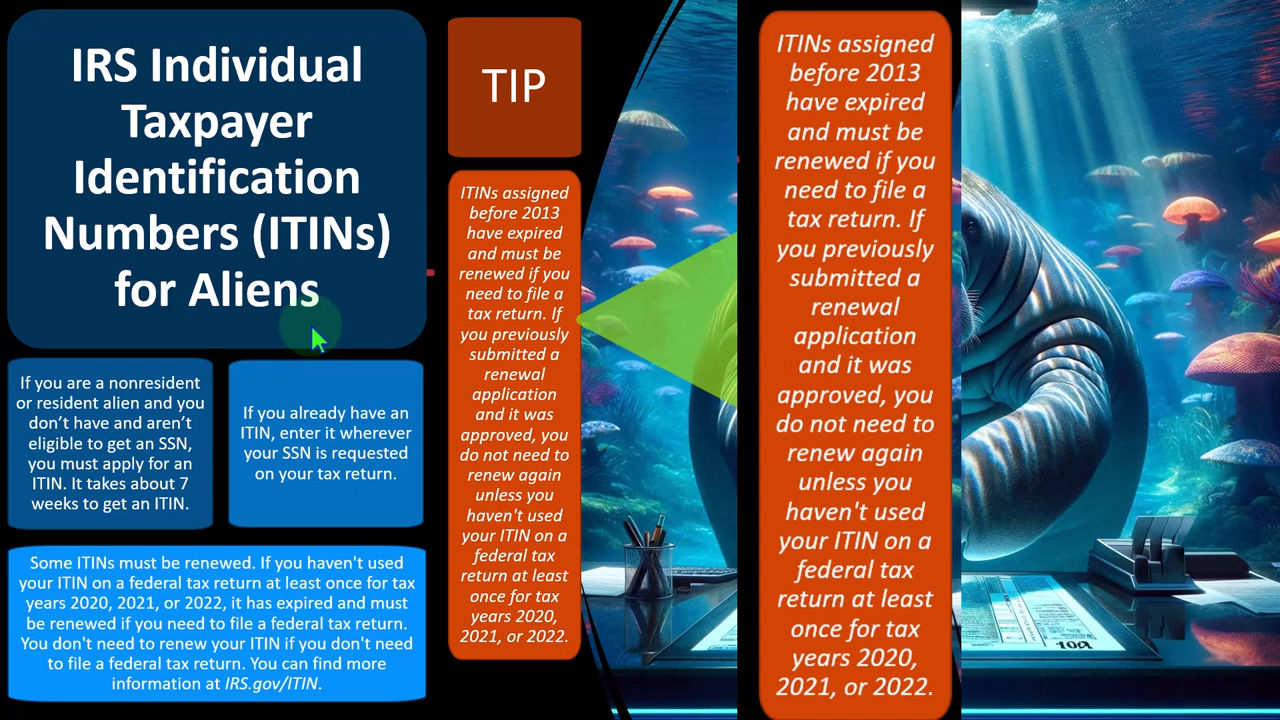 IRS Individual
Taxpayer
Identification
Numbers (ITINs)
for Aliens
If you are a nonresident
or resident alien and you
don’t have and aren’t
eligible to get an SSN,
you must apply for an
ITIN. It takes about 7
weeks to get an ITIN.
If you already have an
ITIN, enter it wherever
your SSN is requested
on your tax return.
Some ITINs must be renewed. If you haven't used
your ITIN on a federal tax return at least once for tax
years 2020, 2021, or 2022, it has expired and must
be renewed if you need to file a federal tax return.
You don't need to renew your ITIN if you don't need
to file a federal tax return. You can find more
information at IRS.gov/ITIN.
TIP
ITINs assigned
before 2013
have expired
and must be
renewed if you
need to file a
tax return. If
you previously
submitted a
renewal
application
and it was
approved, you
do not need to
renew again
unless you
haven't used
your ITIN on a
federal tax
return at least
once for tax
years 2020,
2021, or 2022.
ITINs assigned
before 2013
have expired
and must be
renewed if you
need to file a
tax return. If
you previously
submitted a
renewal
application
and it was
approved, you
do not need to
renew again
unless you
haven't used
your ITIN on a
federal tax
return at least
once for tax
years 2020,
2021, or 2022.